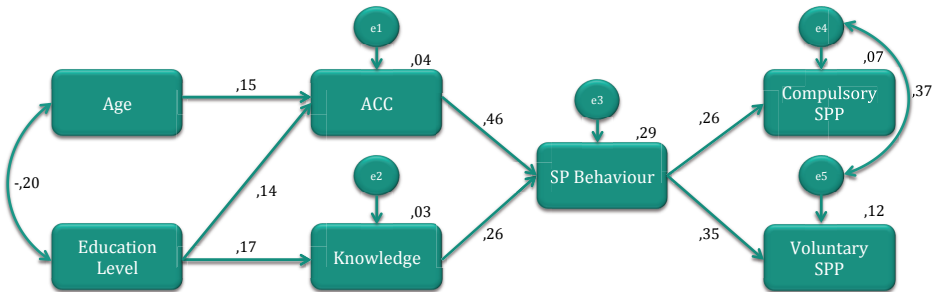 e1
e4
,04
,07
,15
Age
ACC
Compulsory
SPP
e3
,37
,46
,29
,26
-,20
,14
e2
SP Behaviour
e5
,03
,12
,17
,26
,35
Education
Level
Knowledge
Voluntary
SPP